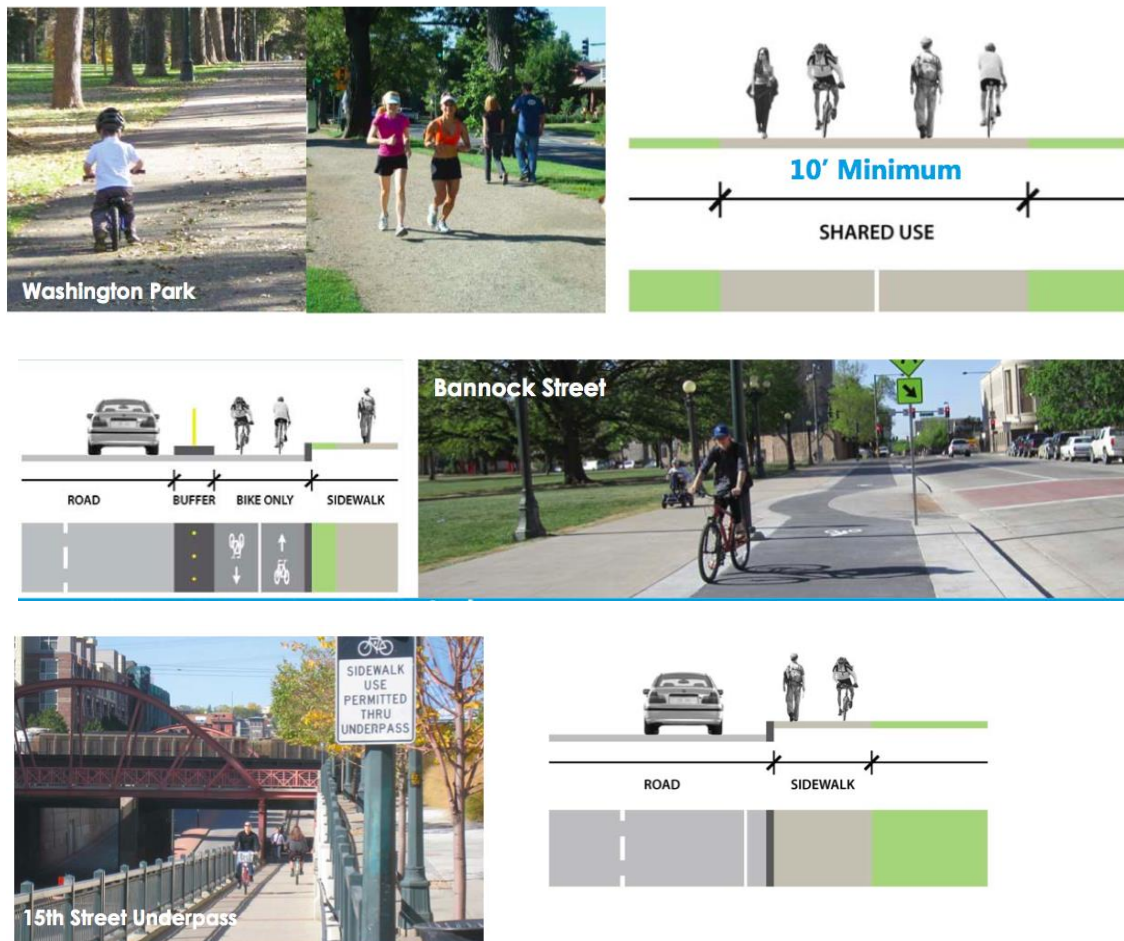 Washington Park
10' Minimum
SHARED USE
Bannock Street
ROAD
BUFFER
BIKE ONLY
SIDEWALK
SIDEWALK
USE
PERMITTED
THRU
UNDERPASS
15th Street Underpass
ROAD
SIDEWALK